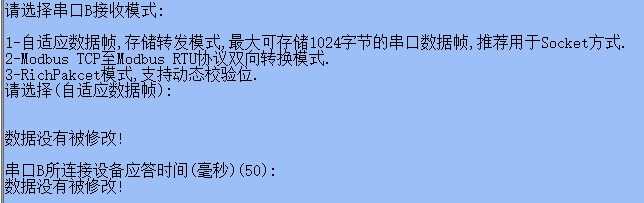 请选择串口B接收模式:
1-自适应数据帧,存储转发模式,最大可存储1024字节的串口数据帧,推荐用于Socket方式.
2-Modbus TCP至Modbus RTU协议双向转换模式.
3-RichPakcet模式,支持动态校验位.
请选择(自适应数据帧):
数据没有被修改!
串口B所连接设备应答时间(毫秒)(50):
数据没有被修改!